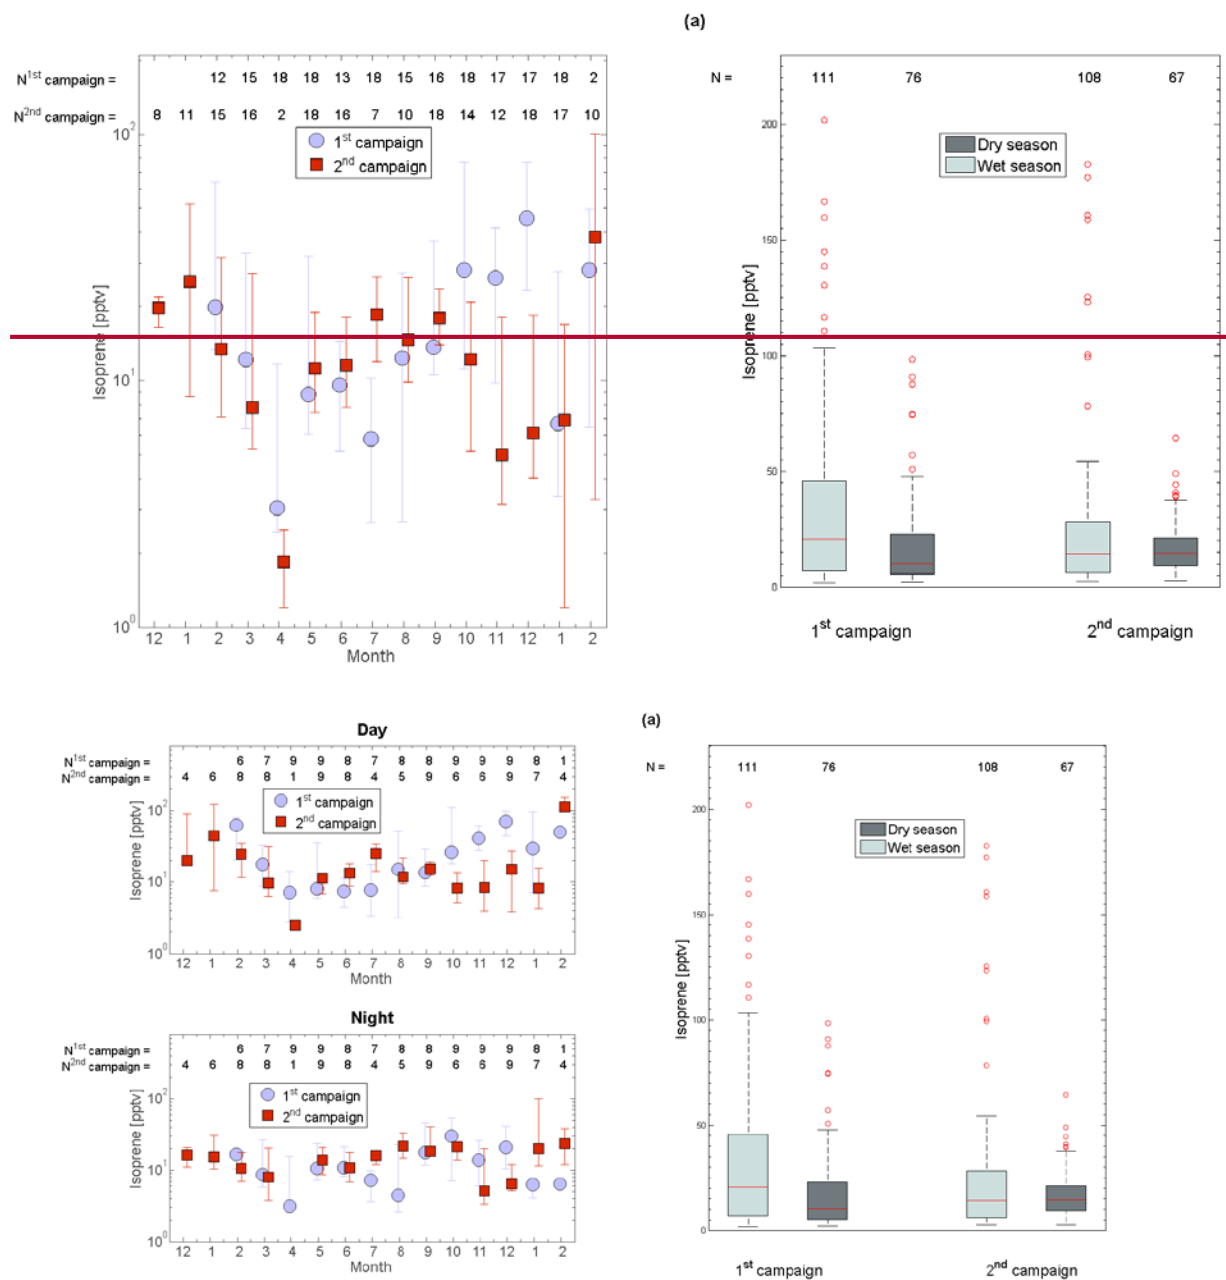 (a)
N1st campaign = 12 15 18 18 13 18 15 16 18 17 17 18 2
N2nd campaign = 8 11 15 16 2 18 16 7 10 18 14 12 18 17 10
1st campaign
2nd campaign
10^2
10^1
10^0
Isoprene [pptv]
12 1 2 3 4 5 6 7 8 9 10 11 12 1 2
Month
N = 111 76 108 67
Dry season
Wet season
200
150
100
50
0
Isoprene [pptv]
1st campaign 2nd campaign
Day
N1st campaign = 6 7 9 9 8 7 8 8 9 9 9 8 1
N2nd campaign = 4 6 8 8 1 9 8 4 5 9 6 6 9 7 4
1st campaign
2nd campaign
10^2
10^1
10^0
Isoprene [pptv]
12 1 2 3 4 5 6 7 8 9 10 11 12 1 2
Month
Night
N1st campaign = 6 7 9 9 8 7 8 8 9 9 9 8 1
N2nd campaign = 4 6 8 8 1 9 8 4 5 9 6 6 9 7 4
1st campaign
2nd campaign
10^2
10^1
10^0
Isoprene [pptv]
12 1 2 3 4 5 6 7 8 9 10 11 12 1 2
Month
(a)
N = 111 76 108 67
Dry season
Wet season
200
150
100
50
0
Isoprene [pptv]
1st campaign 2nd campaign